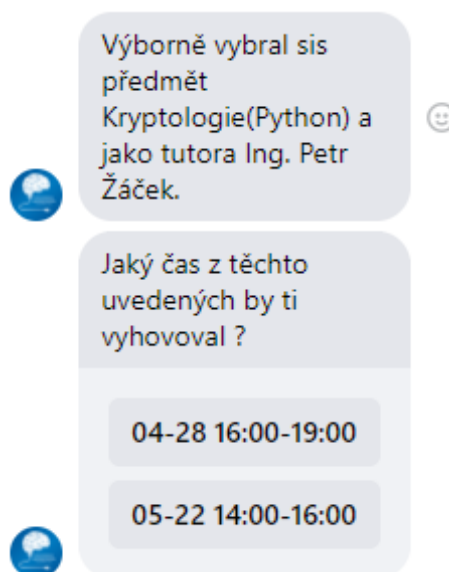 Výborně vybral sis
předmět
Kryptologie(Python) a
jako tutora Ing. Petr
Žáček.
Jaký čas z těchto
uvedených by ti
vyhovoval ?
04-28 16:00-19:00
05-22 14:00-16:00